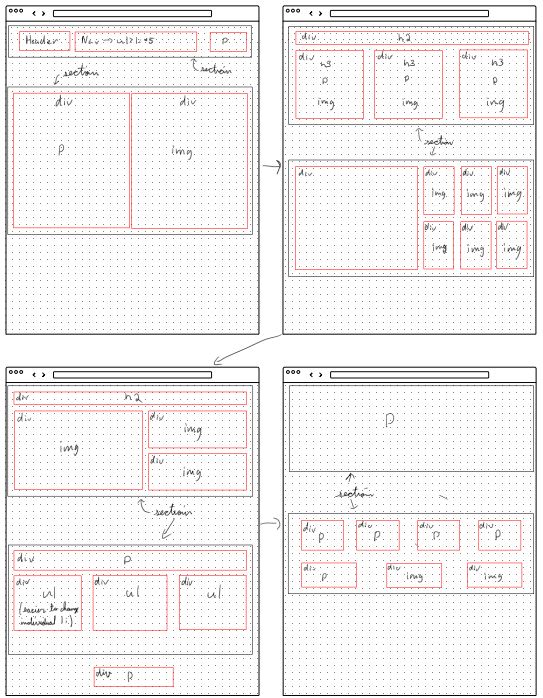 Header
Nav → ul>li*5
P
section
section
div
div
P
img
div
h2
div
h3
P
img
div
h3
P
img
div
h3
P
img
section
div
div
img
div
img
div
img
div
img
div
img
div
img
div
h2
div
img
div
img
div
img
section
div
P
div
ul
(easier to change
individual li)
div
ul
div
ul
div
P
P
section
div
P
div
P
div
P
div
P
div
P
div
img
div
img